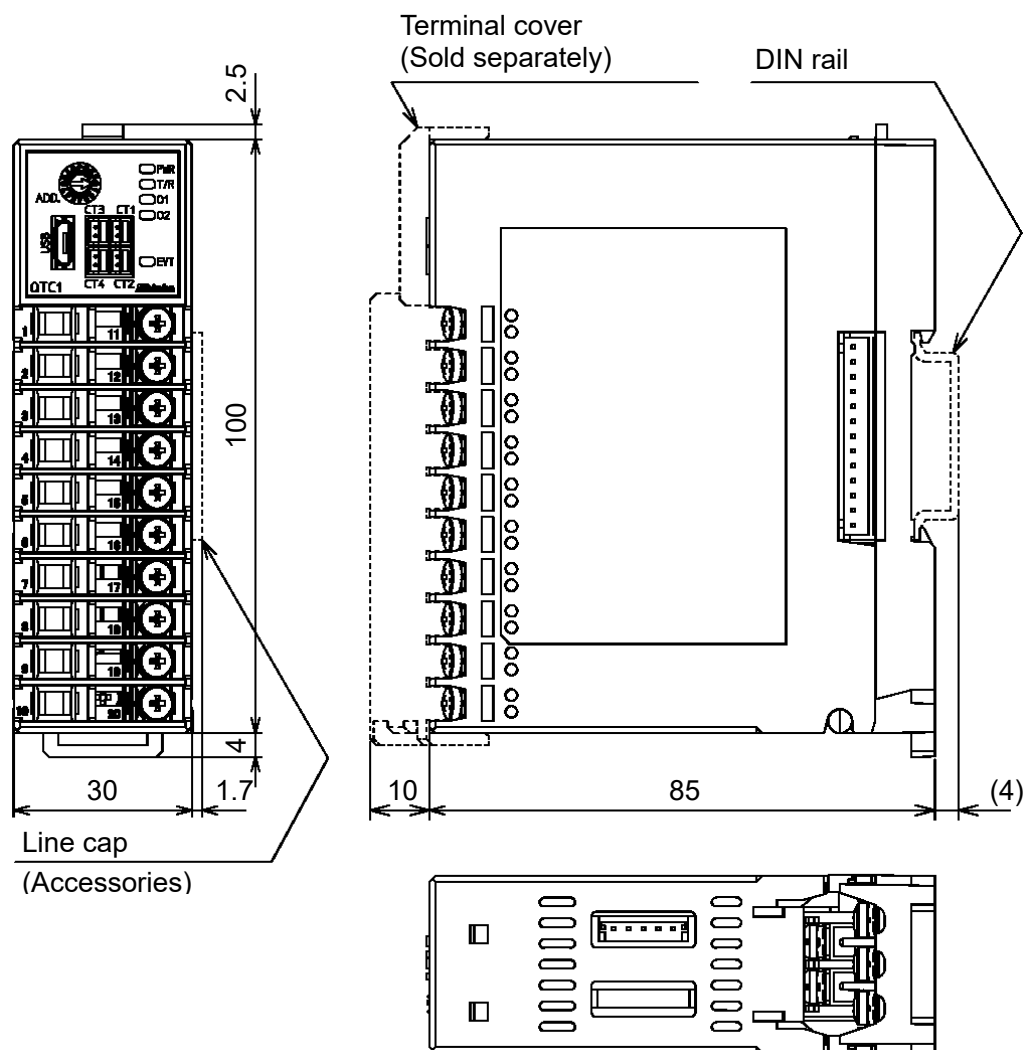 Terminal cover
(Sold separately)
DIN rail
2.5
PWR
T/R
O1
O2
ADD.
CT3 CT1
USB
EVT
CT4 CT2
QTC1
1 11
2 12
3 13
4 14
5 15
6 16
7 17
8 18
9 19
10 20
100
4
30
1.7
10
85
(4)
Line cap
(Accessories)